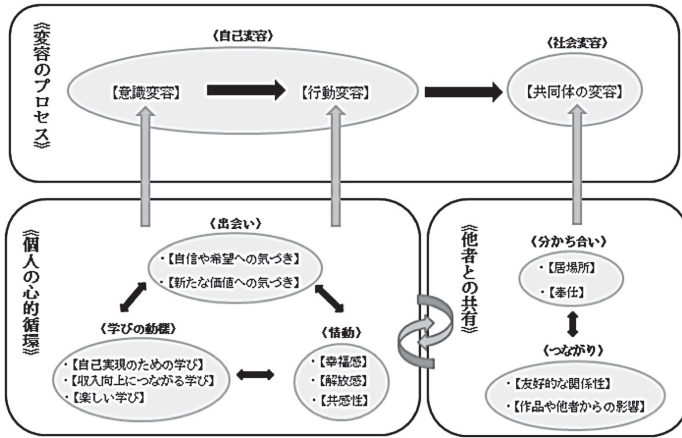 《変容のプロセス》
〈自己変容〉
【意識変容】
【行動変容】
〈社会変容〉
【共同体の変容】
《個人の心的循環》
〈出会い〉
・【自信や希望への気づき】
・【新たな価値への気づき】
〈学びの動機〉
・【自己実現のための学び】
・【収入向上につながる学び】
・【楽しい学び】
〈情動〉
・【幸福感】
・【解放感】
・【共感性】
《他者との共有》
〈分かち合い〉
・【居場所】
・【奉仕】
〈つながり〉
・【友好的な関係性】
・【作品や他者からの影響】